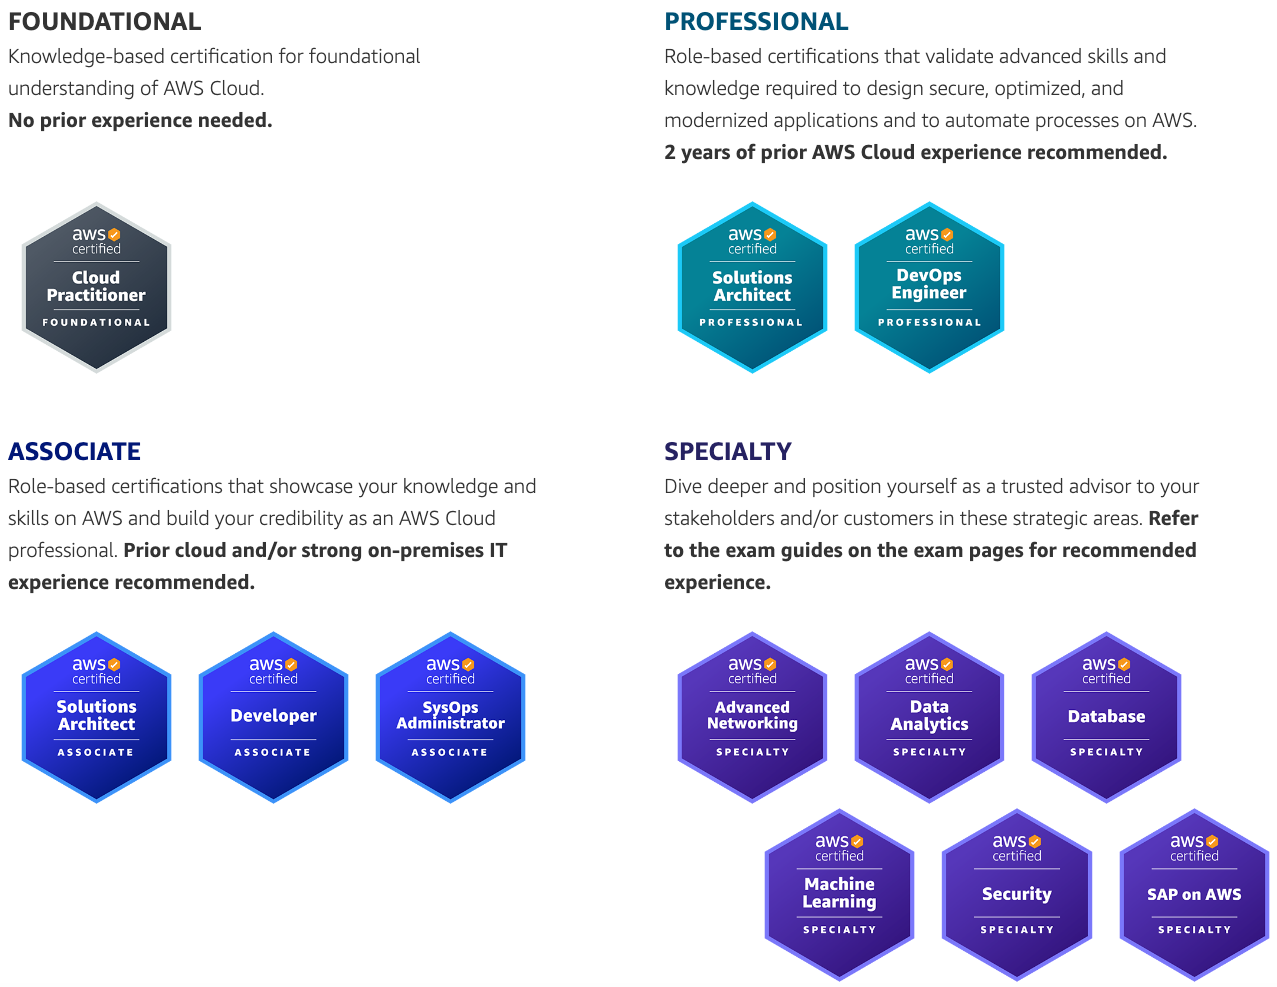 FOUNDATIONAL
Knowledge-based certification for foundational
understanding of AWS Cloud.
No prior experience needed.
aws
certified
Cloud
Practitioner
FOUNDATIONAL
PROFESSIONAL
Role-based certifications that validate advanced skills and
knowledge required to design secure, optimized, and
modernized applications and to automate processes on AWS.
2 years of prior AWS Cloud experience recommended.
aws
certified
Solutions
Architect
PROFESSIONAL
aws
certified
DevOps
Engineer
PROFESSIONAL
ASSOCIATE
Role-based certifications that showcase your knowledge and
skills on AWS and build your credibility as an AWS Cloud
professional. Prior cloud and/or strong on-premises IT
experience recommended.
aws
certified
Solutions
Architect
ASSOCIATE
aws
certified
Developer
ASSOCIATE
aws
certified
SysOps
Administrator
ASSOCIATE
SPECIALTY
Dive deeper and position yourself as a trusted advisor to your
stakeholders and/or customers in these strategic areas. Refer
to the exam guides on the exam pages for recommended
experience.
aws
certified
Advanced
Networking
SPECIALTY
aws
certified
Data
Analytics
SPECIALTY
aws
certified
Database
SPECIALTY
aws
certified
Machine
Learning
SPECIALTY
aws
certified
Security
SPECIALTY
aws
certified
SAP on AWS
SPECIALTY